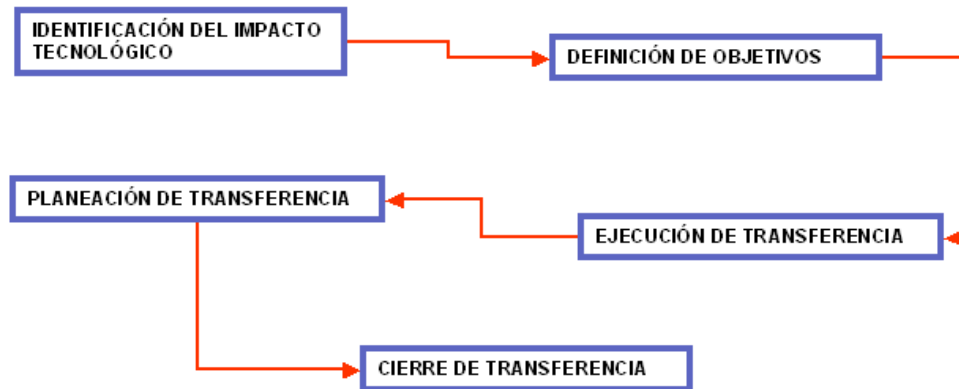 IDENTIFICACIÓN DEL IMPACTO
TECNOLÓGICO
DEFINICIÓN DE OBJETIVOS
PLANEACIÓN DE TRANSFERENCIA
EJECUCIÓN DE TRANSFERENCIA
CIERRE DE TRANSFERENCIA